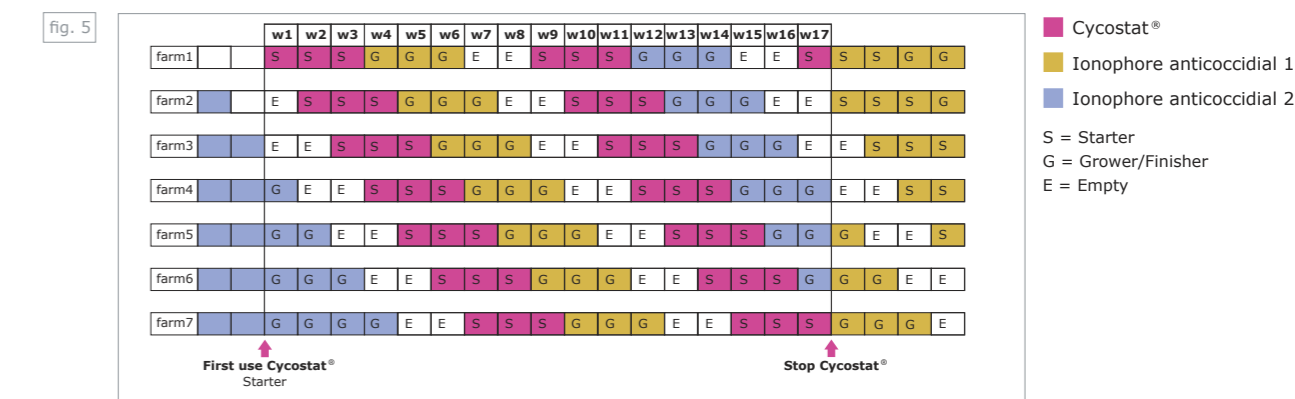 fig. 5
w1 w2 w3 w4 w5 w6 w7 w8 w9 w10 w11 w12 w13 w14 w15 w16 w17
farm1 S S S G G G E E S S S G G G E E S S S G G
farm2 E S S S G G G E E S S S G G G E E S S S G
farm3 E E S S S G G G E E S S S G G G E E S S S
farm4 G E E S S S G G G E E S S S G G G E E S S
farm5 G G E E S S S G G G E E S S S G G G E E S
farm6 G G G E E S S S G G G E E S S S G G G E E
farm7 G G G G E E S S S G G G E E S S S G G G E
First use Cycostat®
Starter
Stop Cycostat®
Cycostat®
Ionophore anticoccidial 1
Ionophore anticoccidial 2
S = Starter
G = Grower/Finisher
E = Empty